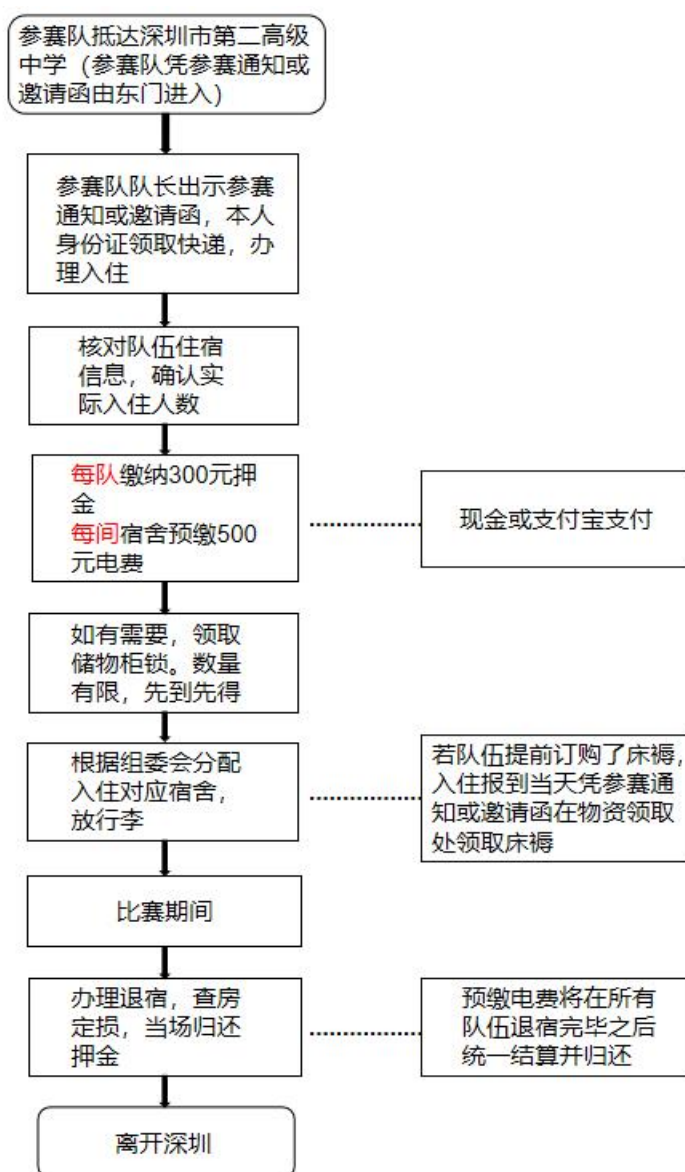 参赛队抵达深圳市第二高级
中学（参赛队凭参赛通知或
邀请函由东门进入）
参赛队队长出示参赛
通知或邀请函，本人
身份证领取快递，办
理入住
核对队伍住宿
信息，确认实
际入住人数
每队缴纳300元押
金
每间宿舍预缴500
元电费
现金或支付宝支付
如有需要，领取
储物柜锁。数量
有限，先到先得
根据组委会分配
入住对应宿舍，
放行李
若队伍提前订购了床褥，
入住报到当天凭参赛通
知或邀请函在物资领取
处领取床褥
比赛期间
办理退宿，查房
定损，当场归还
押金
预缴电费将在所有
队伍退宿完毕之后
统一结算并归还
离开深圳